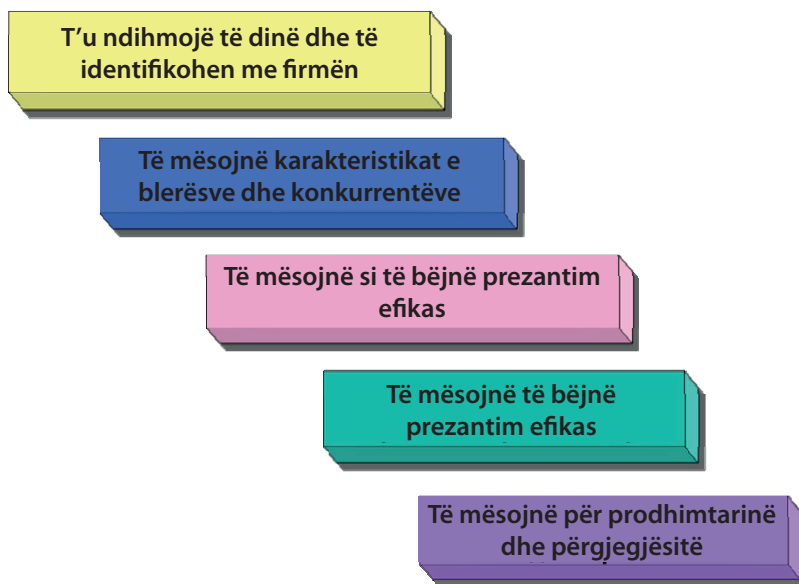 T’u ndihmojë të dinë dhe të
identifikohen me firmën
Të mësojnë karakteristikat e
blerësve dhe konkurrentëve
Të mësojnë si të bëjnë prezantim
efikas
Të mësojnë të bëjnë
prezantim efikas
Të mësojnë për prodhimtarinë
dhe përgjegjësitë